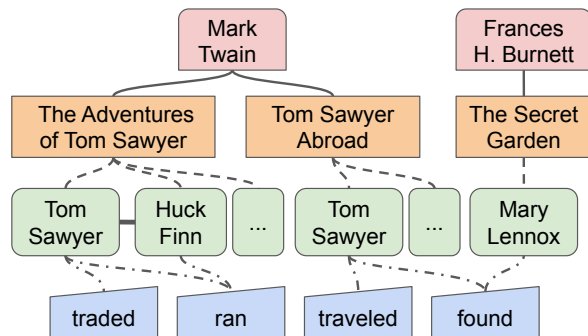 Mark
Twain
Frances
H. Burnett
The Adventures
of Tom Sawyer
Tom Sawyer
Abroad
The Secret
Garden
Tom
Sawyer
Huck
Finn
...
Tom
Sawyer
...
Mary
Lennox
traded
ran
traveled
found